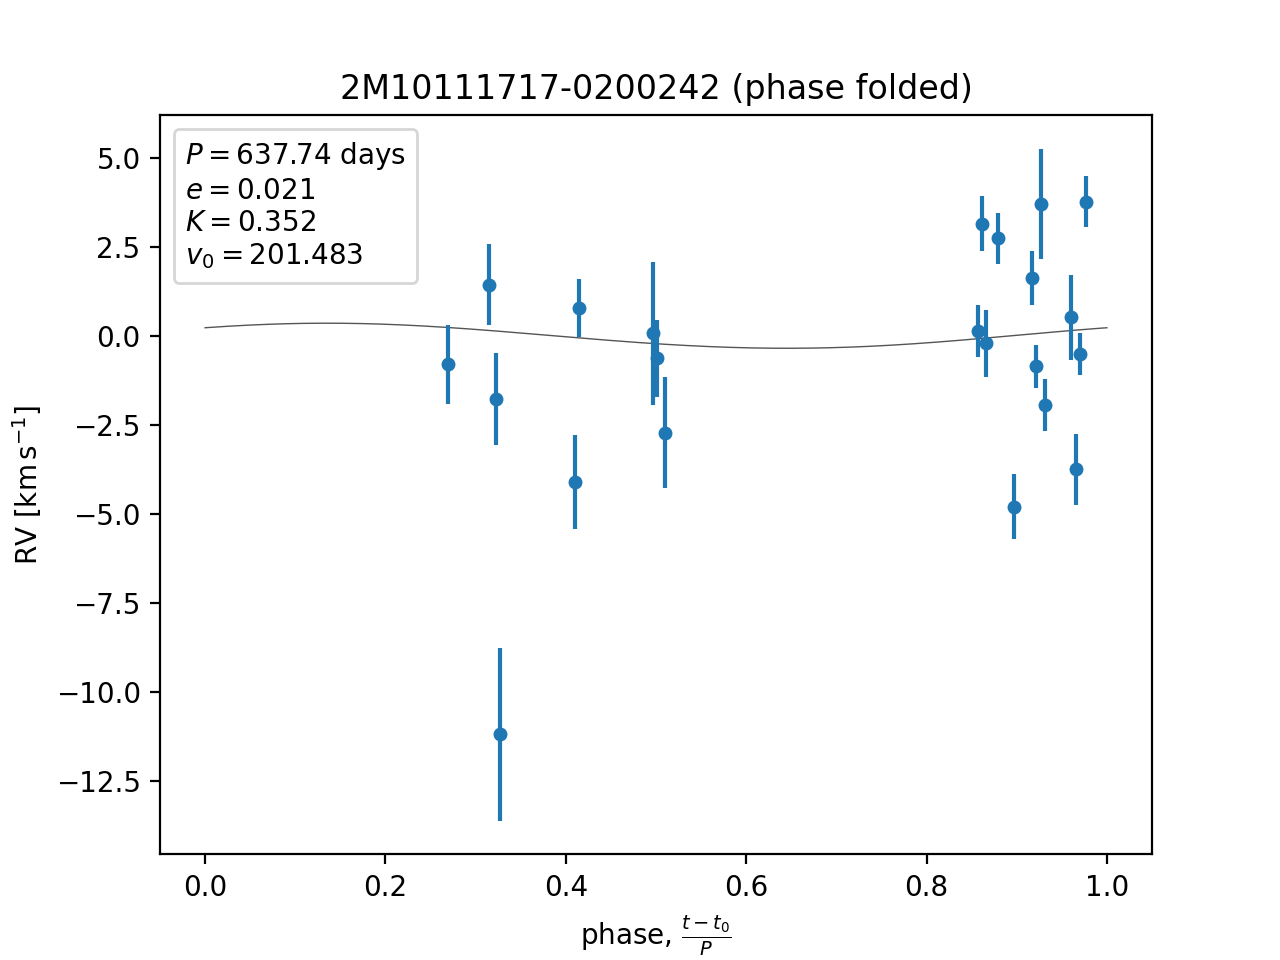 2M10111717-0200242 (phase folded)
P = 637.74 days
e = 0.021
K = 0.352
v₀ = 201.483
5.0
2.5
0.0
−2.5
−5.0
−7.5
−10.0
−12.5
RV [km s⁻¹]
0.0 0.2 0.4 0.6 0.8 1.0
phase, (t − t₀)/P